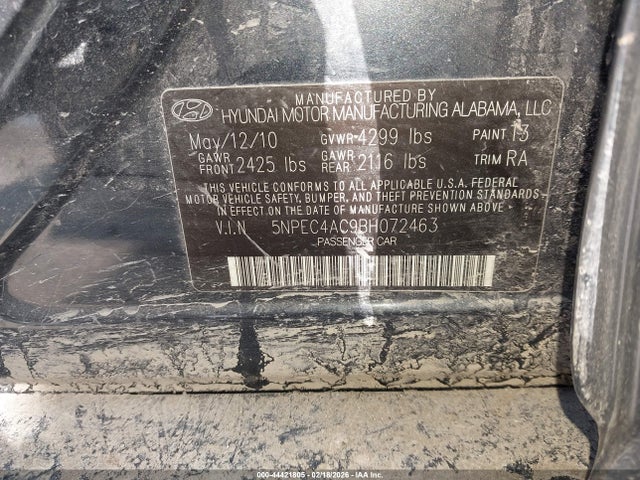 MANUFACTURED BY
HYUNDAI MOTOR MANUFACTURING ALABAMA, LLC
May/12/10 GVWR 4299 lbs PAINT 13
GAWR FRONT 2425 lbs GAWR REAR 2116 lbs TRIM RA
THIS VEHICLE CONFORMS TO ALL APPLICABLE U.S.A. FEDERAL
MOTOR VEHICLE SAFETY, BUMPER, AND THEFT PREVENTION STANDARDS
IN EFFECT ON THE DATE OF MANUFACTURE SHOWN ABOVE.
V.I.N 5NPEC4AC9BH072463
PASSENGER CAR
000-44421805 - 02/18/2026 - COPYRIGHT IAA, LLC.